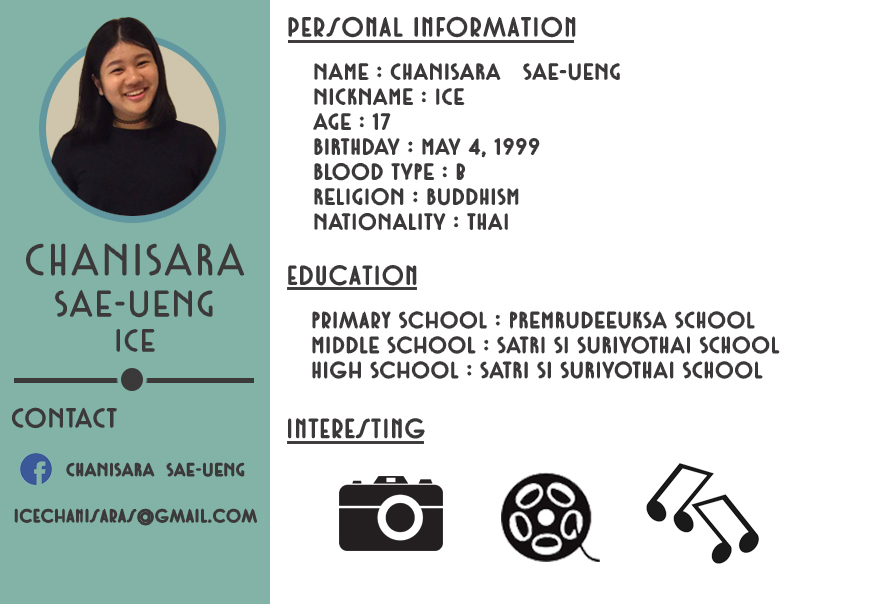 CHANISARA
SAE-UENG
ICE
CONTACT
CHANISARA SAE-UENG
ICECHANISARAS@GMAIL.COM
PERSONAL INFORMATION
NAME : CHANISARA SAE-UENG
NICKNAME : ICE
AGE : 17
BIRTHDAY : MAY 4, 1999
BLOOD TYPE : B
RELIGION : BUDDHISM
NATIONALITY : THAI
EDUCATION
PRIMARY SCHOOL : PREMRUDEEUKSA SCHOOL
MIDDLE SCHOOL : SATRI SI SURIYOTHAI SCHOOL
HIGH SCHOOL : SATRI SI SURIYOTHAI SCHOOL
INTERESTING